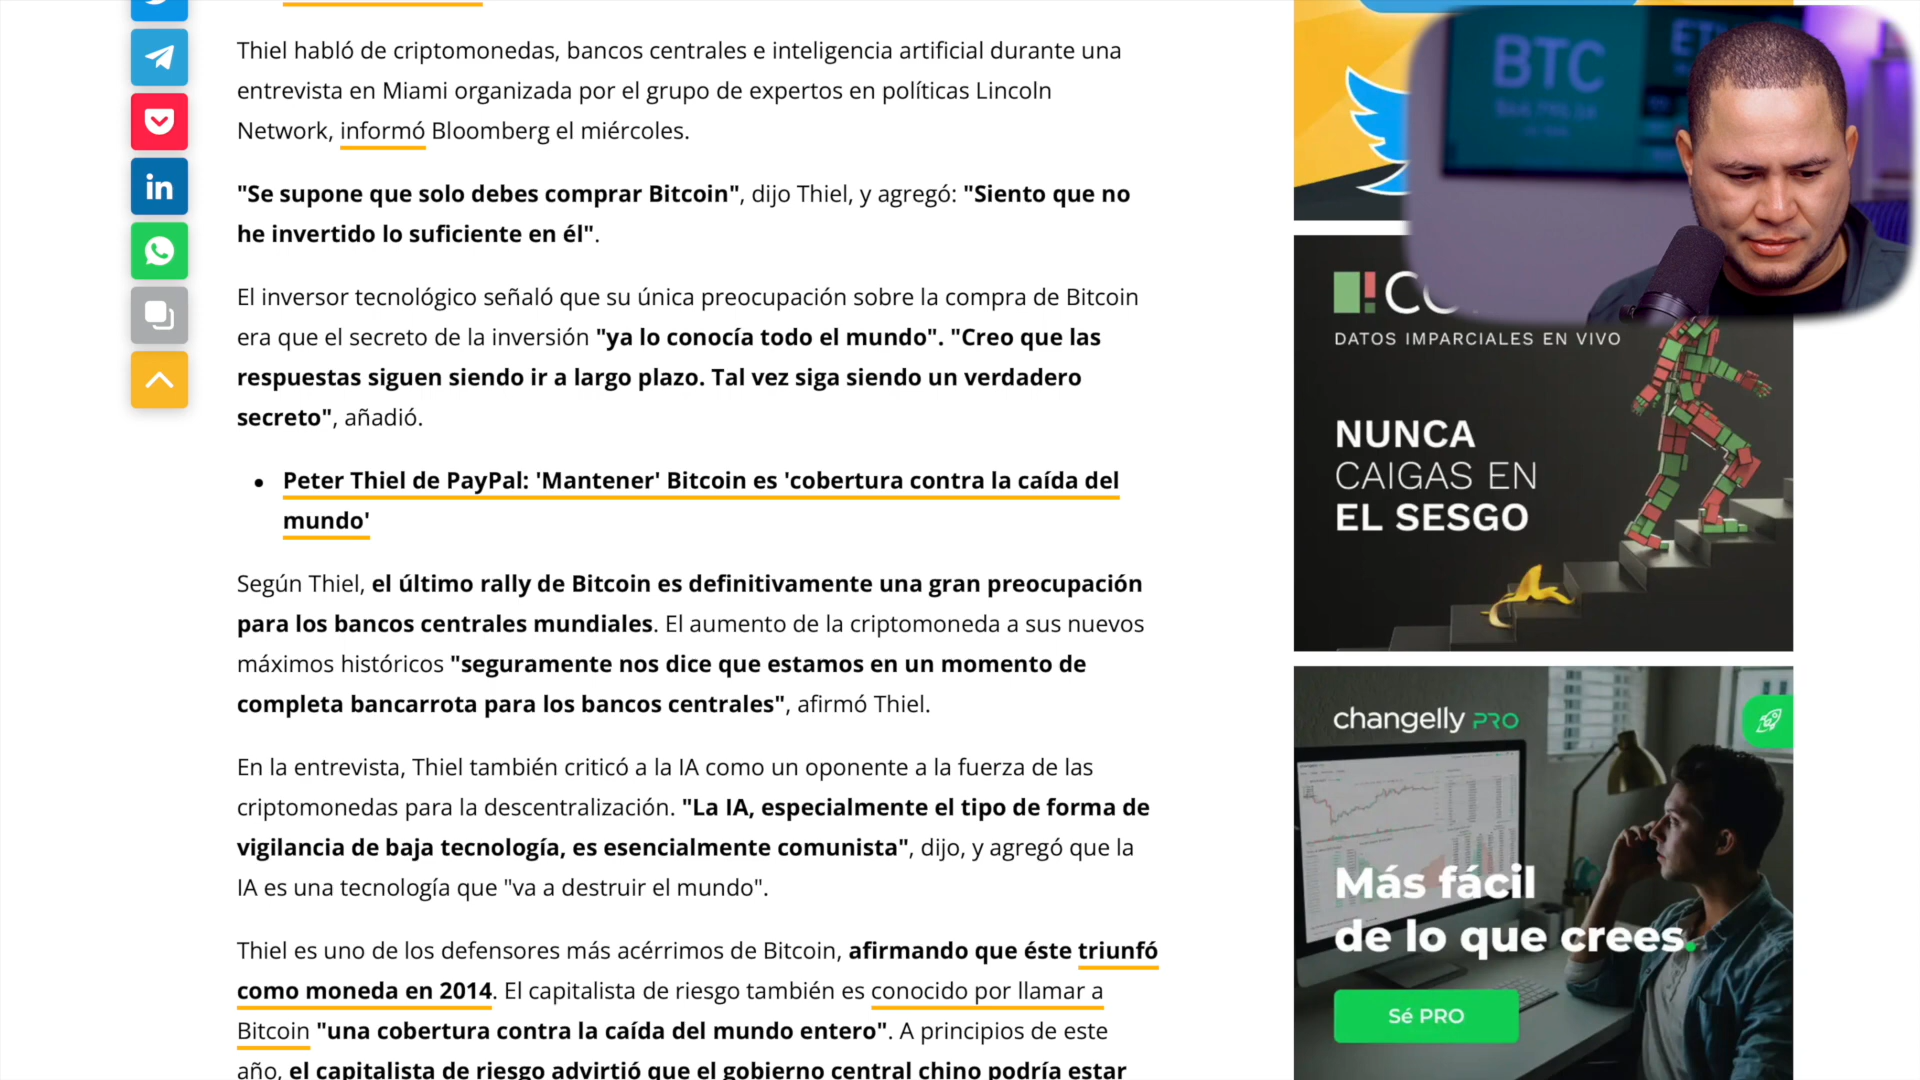 Thiel habló de criptomonedas, bancos centrales e inteligencia artificial durante una
entrevista en Miami organizada por el grupo de expertos en políticas Lincoln
Network, informó Bloomberg el miércoles.
"Se supone que solo debes comprar Bitcoin", dijo Thiel, y agregó: "Siento que no
he invertido lo suficiente en él".
El inversor tecnológico señaló que su única preocupación sobre la compra de Bitcoin
era que el secreto de la inversión "ya lo conocía todo el mundo". "Creo que las
respuestas siguen siendo ir a largo plazo. Tal vez siga siendo un verdadero
secreto", añadió.
• Peter Thiel de PayPal: 'Mantener' Bitcoin es 'cobertura contra la caída del
mundo'
Según Thiel, el último rally de Bitcoin es definitivamente una gran preocupación
para los bancos centrales mundiales. El aumento de la criptomoneda a sus nuevos
máximos históricos "seguramente nos dice que estamos en un momento de
completa bancarrota para los bancos centrales", afirmó Thiel.
En la entrevista, Thiel también criticó a la IA como un oponente a la fuerza de las
criptomonedas para la descentralización. "La IA, especialmente el tipo de forma de
vigilancia de baja tecnología, es esencialmente comunista", dijo, y agregó que la
IA es una tecnología que "va a destruir el mundo".
Thiel es uno de los defensores más acérrimos de Bitcoin, afirmando que éste triunfó
como moneda en 2014. El capitalista de riesgo también es conocido por llamar a
Bitcoin "una cobertura contra la caída del mundo entero". A principios de este
año, el capitalista de riesgo advirtió que el gobierno central chino podría estar
in
BTC
DATOS IMPARCIALES EN VIVO
NUNCA
CAIGAS EN
EL SESGO
changelly PRO
Más fácil
de lo que crees.
Sé PRO